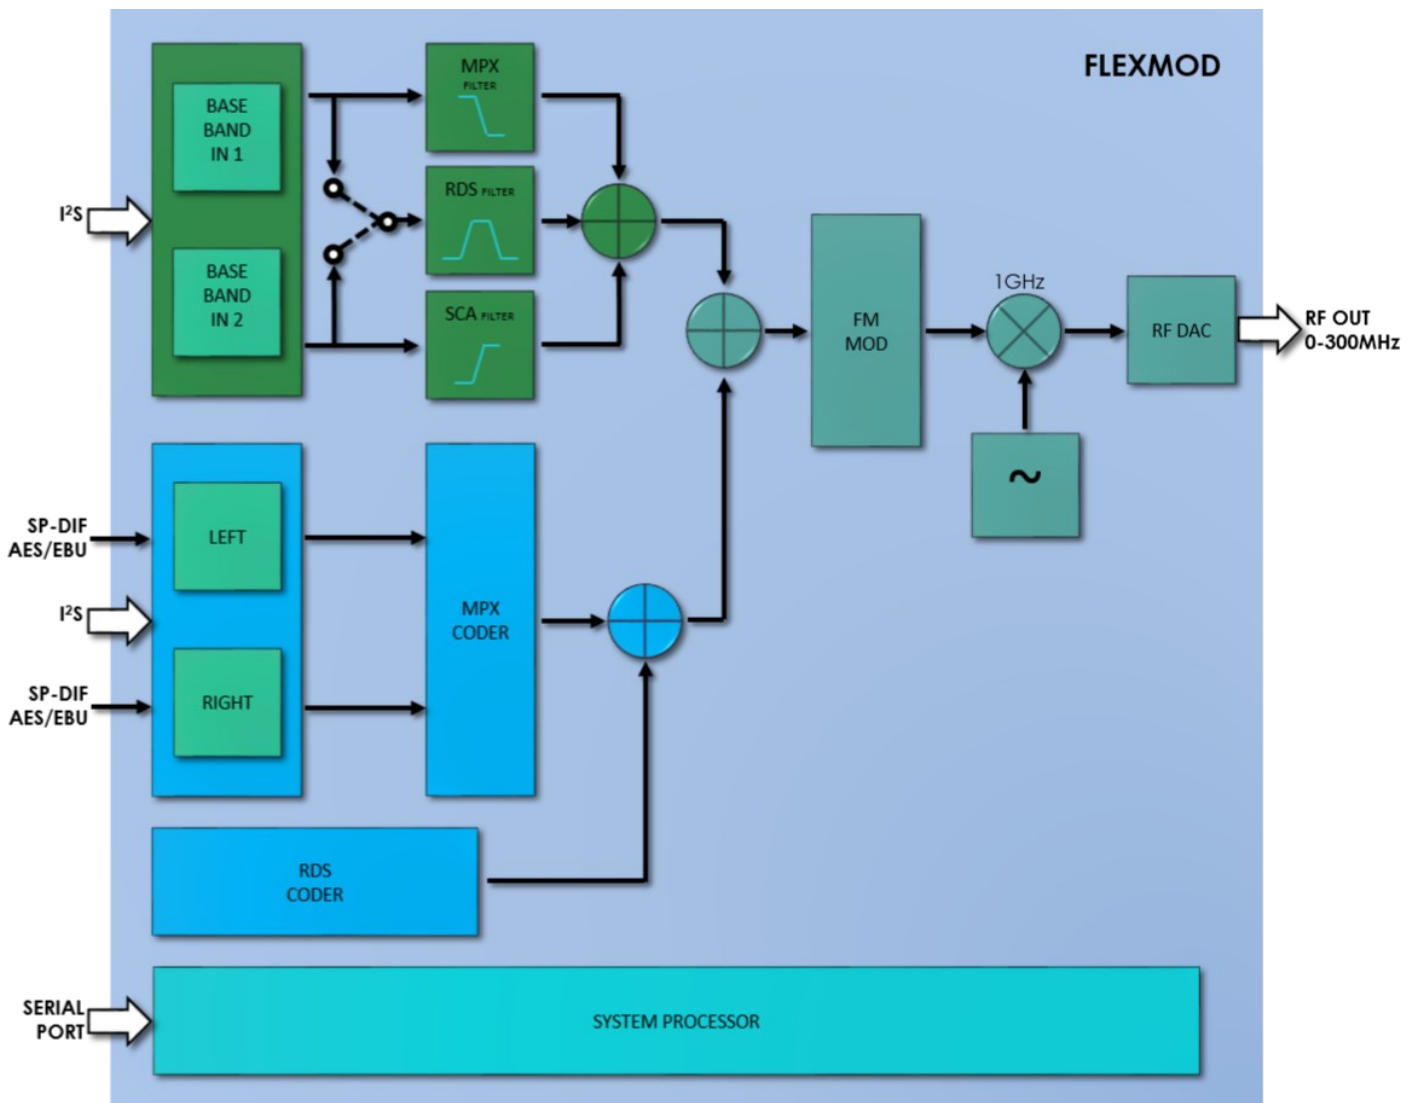 FLEXMOD
BASE
BAND
IN 1
BASE
BAND
IN 2
I²S
MPX
FILTER
RDS FILTER
SCA FILTER
FM
MOD
1GHz
~
RF DAC
RF OUT
0-300MHz
SP-DIF
AES/EBU
I²S
SP-DIF
AES/EBU
LEFT
RIGHT
MPX
CODER
RDS
CODER
SERIAL
PORT
SYSTEM PROCESSOR